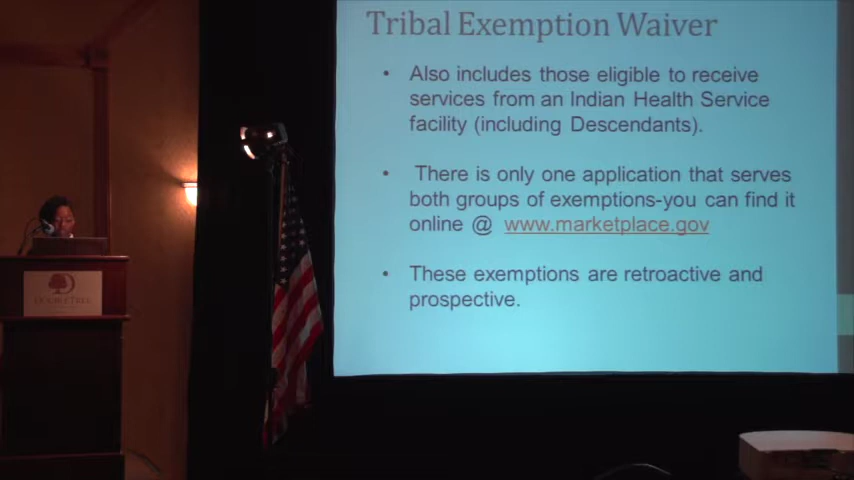 Tribal Exemption Waiver
• Also includes those eligible to receive
services from an Indian Health Service
facility (including Descendants).
• There is only one application that serves
both groups of exemptions-you can find it
online @ www.marketplace.gov
• These exemptions are retroactive and
prospective.
DOUBLETREE